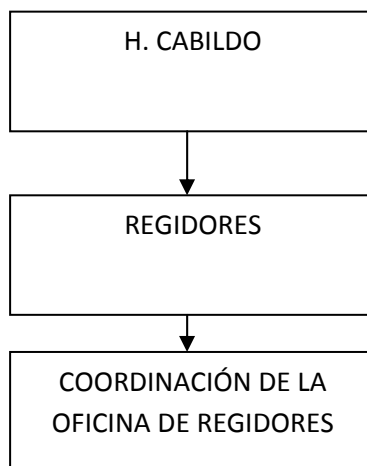 H. CABILDO
REGIDORES
COORDINACIÓN DE LA
OFICINA DE REGIDORES